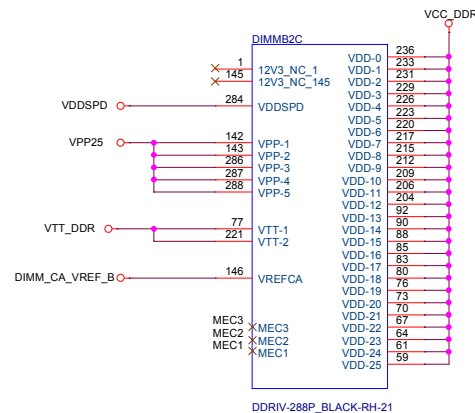 VCC_DDR
DIMMB2C
1 12V3_NC_1 VDD-0 236
145 12V3_NC_145 VDD-1 233
VDD-2 231
VDD-3 229
VDDSPD 284 VDDSPD VDD-4 226
VDD-5 223
VDD-6 220
VPP25 142 VPP-1 VDD-7 217
143 VPP-2 VDD-8 215
286 VPP-3 VDD-9 212
287 VPP-4 VDD-10 209
288 VPP-5 VDD-11 206
VDD-12 204
VDD-13 92
VTT_DDR 77 VTT-1 VDD-14 90
221 VTT-2 VDD-15 88
VDD-16 85
VDD-17 83
DIMM_CA_VREF_B 146 VREFCA VDD-18 80
VDD-19 76
VDD-20 73
VDD-21 70
MEC3 MEC3 VDD-22 67
MEC2 MEC2 VDD-23 64
MEC1 MEC1 VDD-24 61
VDD-25 59
DDRIV-288P_BLACK-RH-21